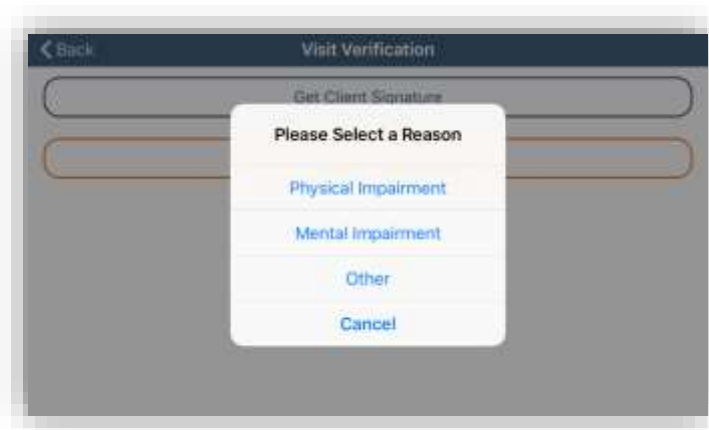 Back
Visit Verification
Get Client Signature
Please Select a Reason
Physical Impairment
Mental Impairment
Other
Cancel